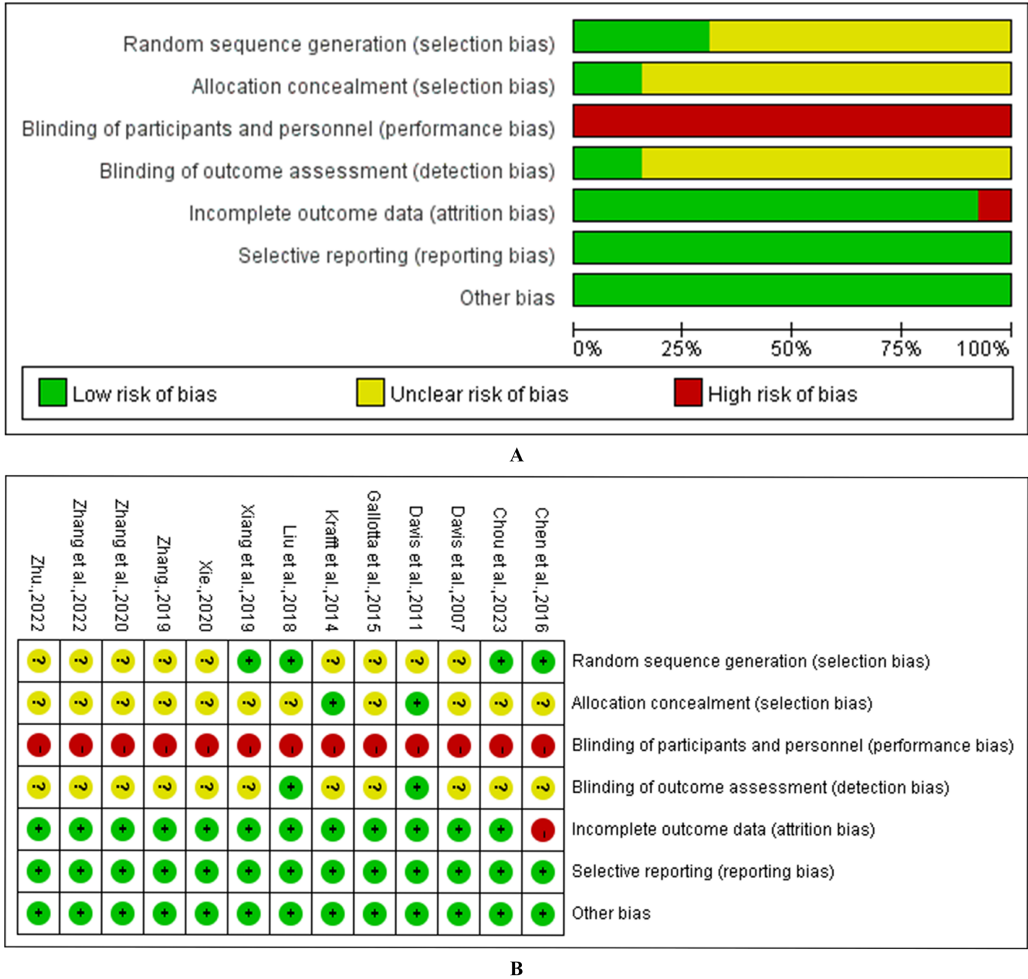 Random sequence generation (selection bias)
Allocation concealment (selection bias)
Blinding of participants and personnel (performance bias)
Blinding of outcome assessment (detection bias)
Incomplete outcome data (attrition bias)
Selective reporting (reporting bias)
Other bias
0% 25% 50% 75% 100%
Low risk of bias Unclear risk of bias High risk of bias
A
Zhu.,2022
Zhang et al.,2022
Zhang et al.,2020
Zhang.,2019
Xie.,2020
Xiang et al.,2019
Liu et al.,2018
Krafft et al.,2014
Gallotta et al.,2015
Davis et al.,2011
Davis et al.,2007
Chou et al.,2023
Chen et al.,2016
? ? ? ? ? + + ? ? ? ? + + Random sequence generation (selection bias)
? ? ? ? ? ? ? + ? + ? ? ? Allocation concealment (selection bias)
- - - - - - - - - - - - - Blinding of participants and personnel (performance bias)
? ? ? ? ? ? + ? ? + ? ? ? Blinding of outcome assessment (detection bias)
+ + + + + + + + + + + + - Incomplete outcome data (attrition bias)
+ + + + + + + + + + + + + Selective reporting (reporting bias)
+ + + + + + + + + + + + + Other bias
B